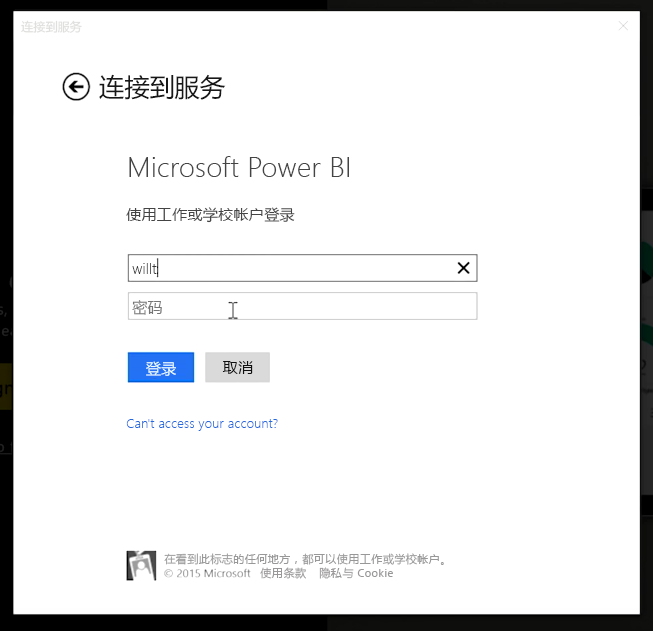 连接到服务
连接到服务
Microsoft Power BI
使用工作或学校帐户登录
willt
密码
登录 取消
Can't access your account?
在看到此标志的任何地方，都可以使用工作或学校帐户。
© 2015 Microsoft 使用条款 隐私与 Cookie